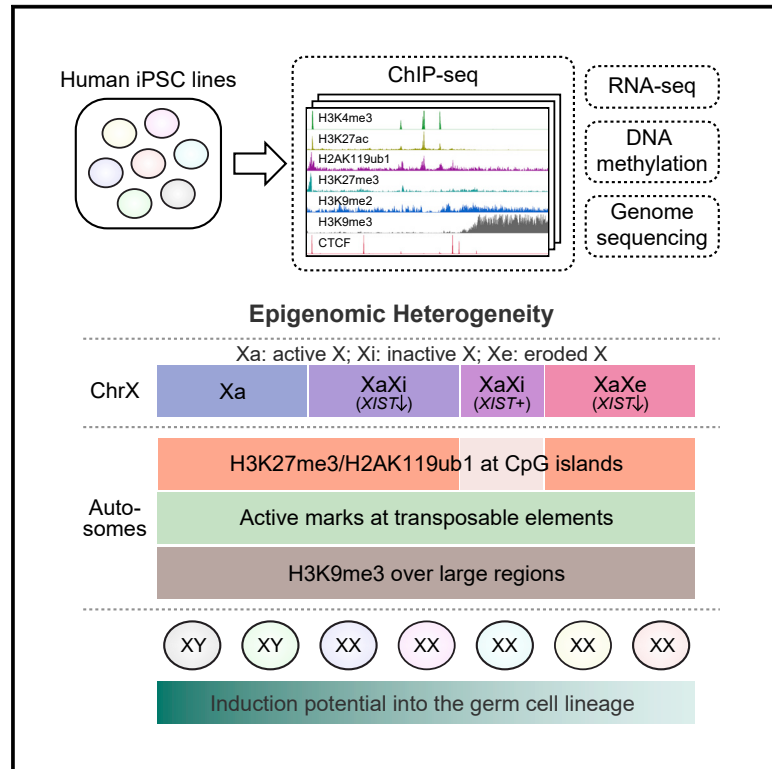 Human iPSC lines
ChIP-seq
H3K4me3
H3K27ac
H2AK119ub1
H3K27me3
H3K9me2
H3K9me3
CTCF
RNA-seq
DNA
methylation
Genome
sequencing
Epigenomic Heterogeneity
Xa: active X; Xi: inactive X; Xe: eroded X
ChrX
Xa
XaXi
(XIST↓)
XaXi
(XIST+)
XaXe
(XIST↓)
Auto-
somes
H3K27me3/H2AK119ub1 at CpG islands
Active marks at transposable elements
H3K9me3 over large regions
XY XY XX XX XX XX XX
Induction potential into the germ cell lineage